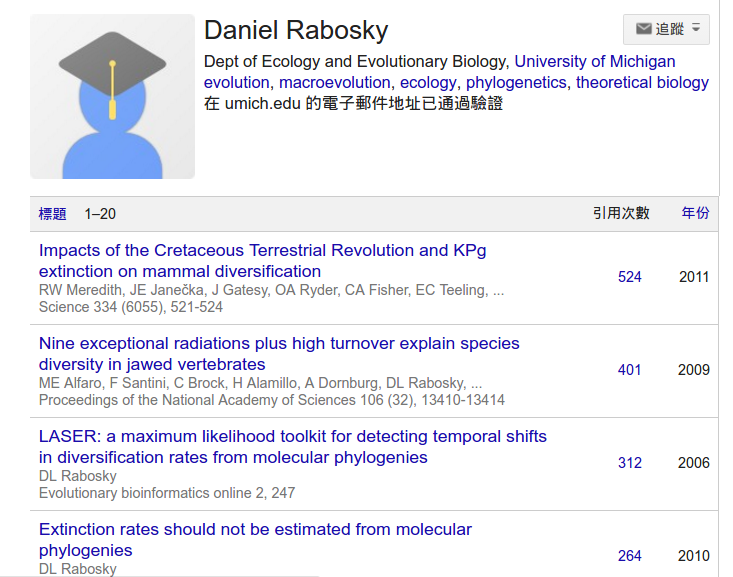 Daniel Rabosky
追蹤
Dept of Ecology and Evolutionary Biology, University of Michigan
evolution, macroevolution, ecology, phylogenetics, theoretical biology
在 umich.edu 的電子郵件地址已通過驗證
標題 1–20 引用次數 年份
Impacts of the Cretaceous Terrestrial Revolution and KPg
extinction on mammal diversification
RW Meredith, JE Janečka, J Gatesy, OA Ryder, CA Fisher, EC Teeling, ...
Science 334 (6055), 521-524
524 2011
Nine exceptional radiations plus high turnover explain species
diversity in jawed vertebrates
ME Alfaro, F Santini, C Brock, H Alamillo, A Dornburg, DL Rabosky, ...
Proceedings of the National Academy of Sciences 106 (32), 13410-13414
401 2009
LASER: a maximum likelihood toolkit for detecting temporal shifts
in diversification rates from molecular phylogenies
DL Rabosky
Evolutionary bioinformatics online 2, 247
312 2006
Extinction rates should not be estimated from molecular
phylogenies
DL Rabosky
264 2010